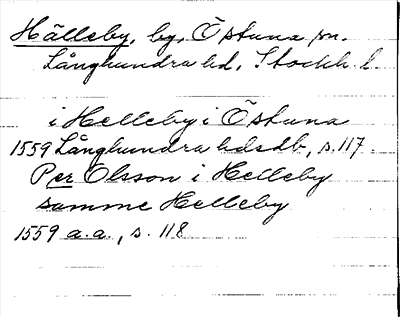 Hälleby, by, Östuna sn.
Långhundra hd, Stockh. l.
i Helleby i Östuna
1559 Långhundra hdsdb, s. 117.
Per Olsson i Helleby
samme Helleby
1559 a.a., s. 118